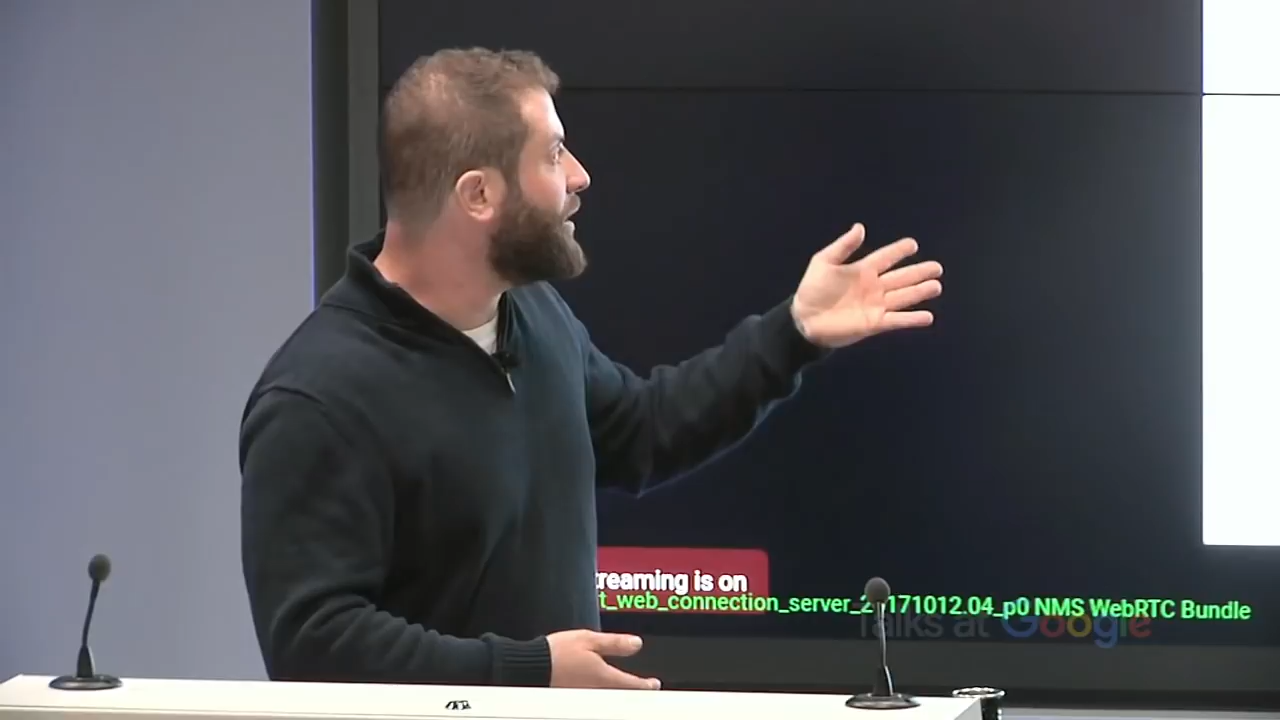 treaming is on
t_web_connection_server_2 171012.04_p0 NMS WebRTC Bundle
Talks at Google